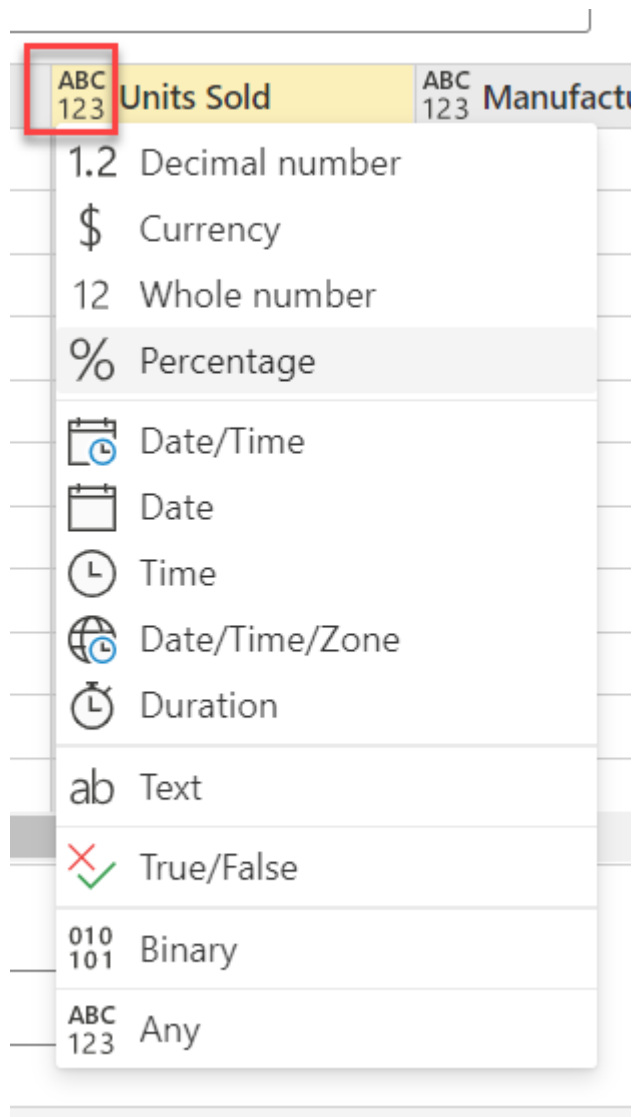 ABC
123 Units Sold
ABC
123 Manufactu
1.2 Decimal number
$ Currency
12 Whole number
% Percentage
Date/Time
Date
Time
Date/Time/Zone
Duration
ab Text
True/False
010
101 Binary
ABC
123 Any